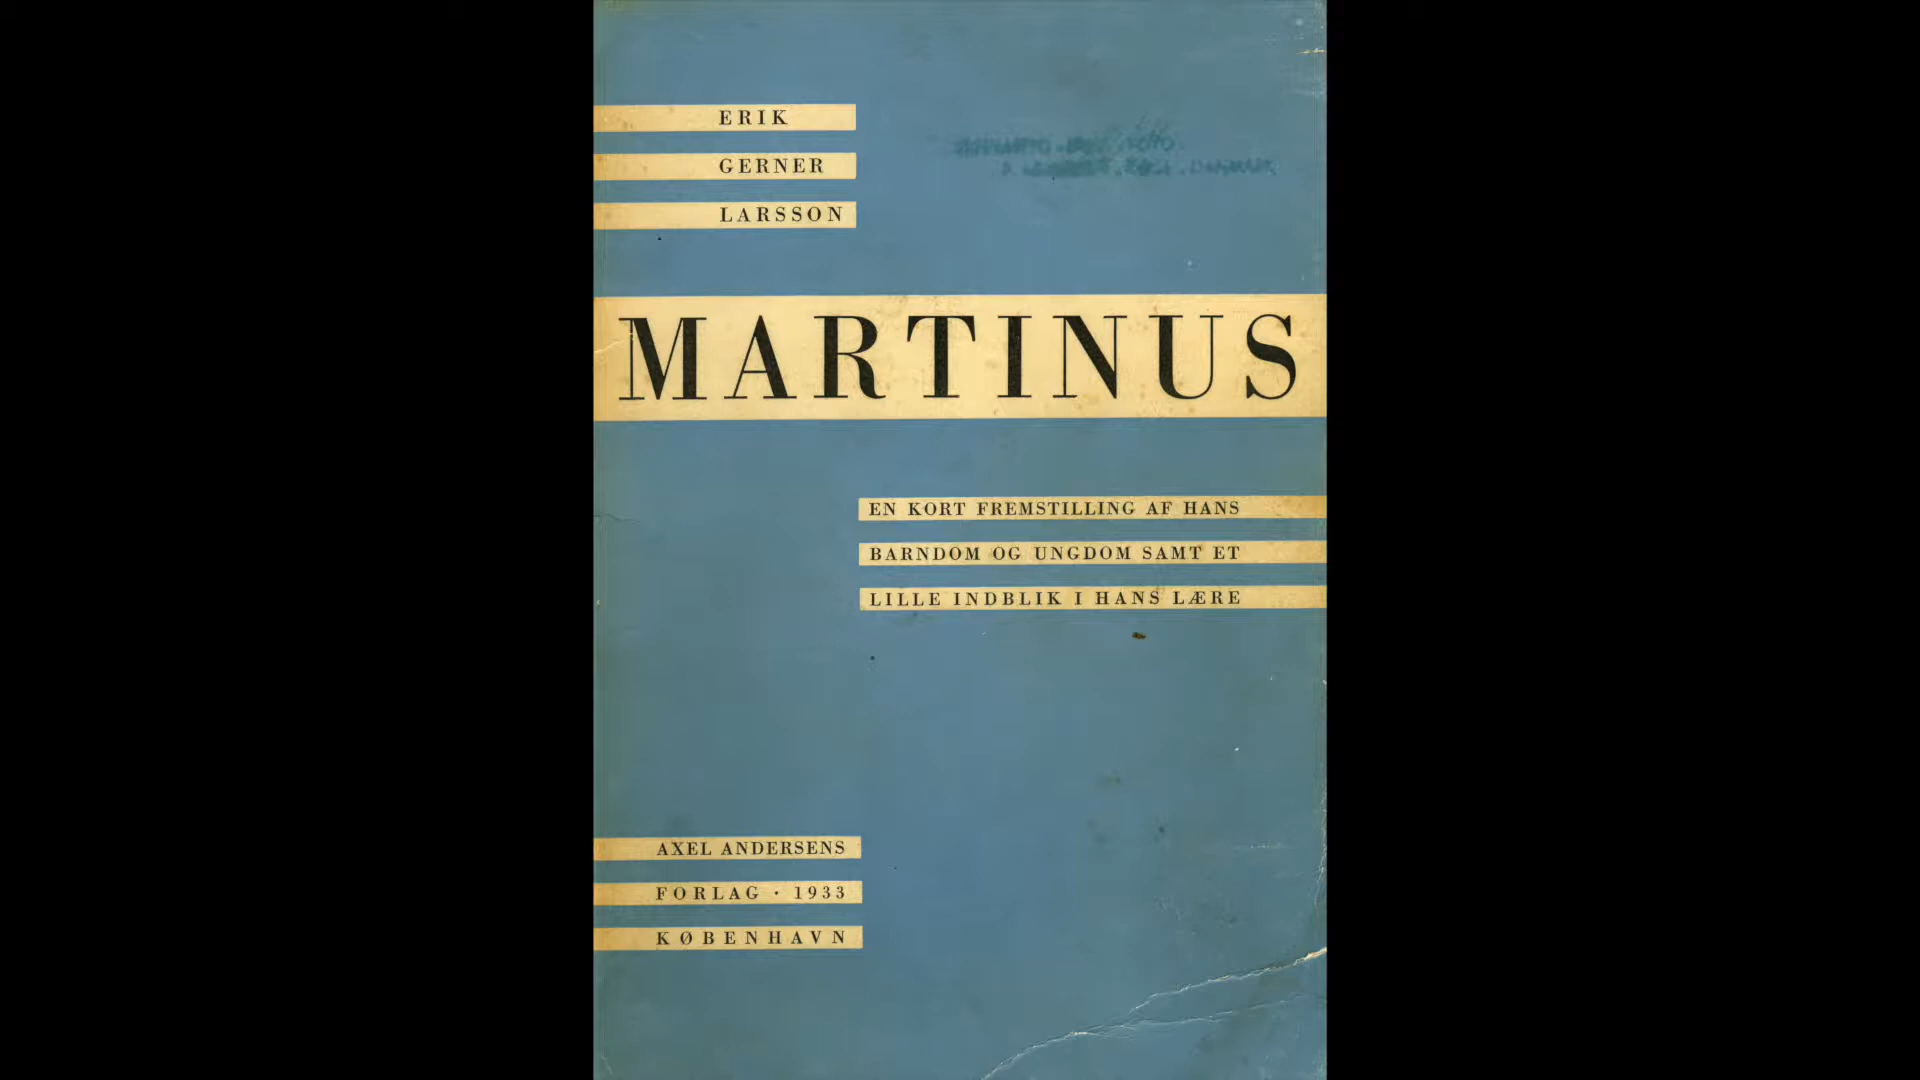 ERIK
GERNER
LARSSON
MARTINUS
EN KORT FREMSTILLING AF HANS
BARNDOM OG UNGDOM SAMT ET
LILLE INDBLIK I HANS LÆRE
AXEL ANDERSENS
FORLAG · 1933
KØBENHAVN